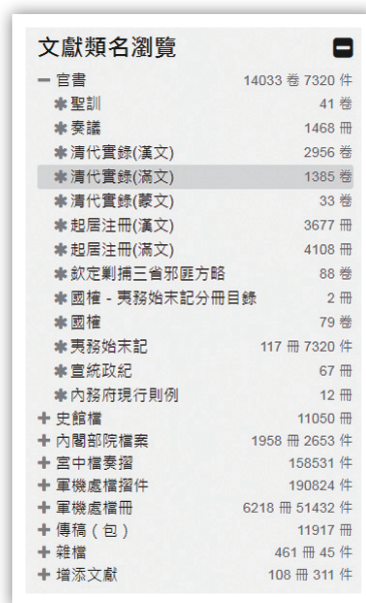 文獻類名瀏覽
官書 14033 卷 7320 件
聖訓 41 卷
奏議 1468 冊
清代實錄(漢文) 2956 卷
清代實錄(滿文) 1385 卷
清代實錄(蒙文) 33 卷
起居注冊(漢文) 3677 冊
起居注冊(滿文) 4108 冊
欽定剿捕三省邪匪方略 88 卷
國榷 - 夷務始末記分冊目錄 2 冊
國榷 79 卷
夷務始末記 117 冊 7320 件
宣統政紀 67 冊
內務府現行則例 12 冊
史館檔 11050 冊
內閣部院檔案 1958 冊 2653 件
宮中檔奏摺 158531 件
軍機處檔摺件 190824 件
軍機處檔冊 6218 冊 51432 件
傳稿 ( 包 ) 11917 冊
雜檔 461 冊 45 件
增添文獻 108 冊 311 件